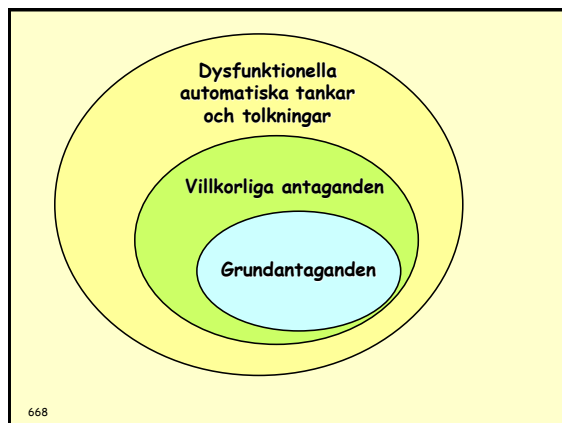 Dysfunktionella
automatiska tankar
och tolkningar
Villkorliga antaganden
Grundantaganden
668